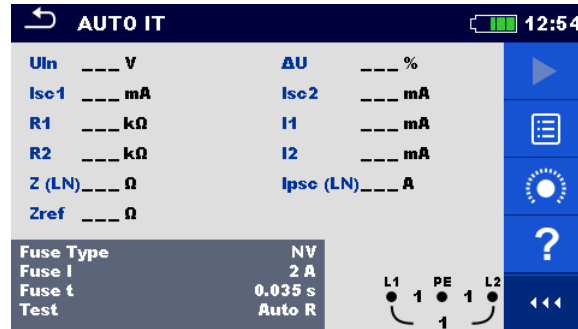 AUTO IT 12:54
Uln ___ V ΔU ___ %
Isc1 ___ mA Isc2 ___ mA
R1 ___ kΩ I1 ___ mA
R2 ___ kΩ I2 ___ mA
Z (LN)___ Ω Ipsc (LN)___ A
Zref ___ Ω
Fuse Type NV
Fuse I 2 A
Fuse t 0.035 s
Test Auto R
L1 PE L2
1 1
1
?